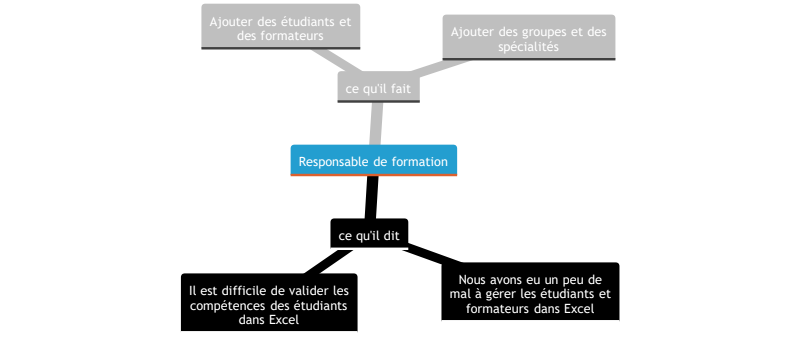 Ajouter des étudiants et
des formateurs
Ajouter des groupes et des
spécialités
ce qu'il fait
Responsable de formation
ce qu'il dit
Il est difficile de valider les
compétences des étudiants
dans Excel
Nous avons eu un peu de
mal à gérer les étudiants et
formateurs dans Excel